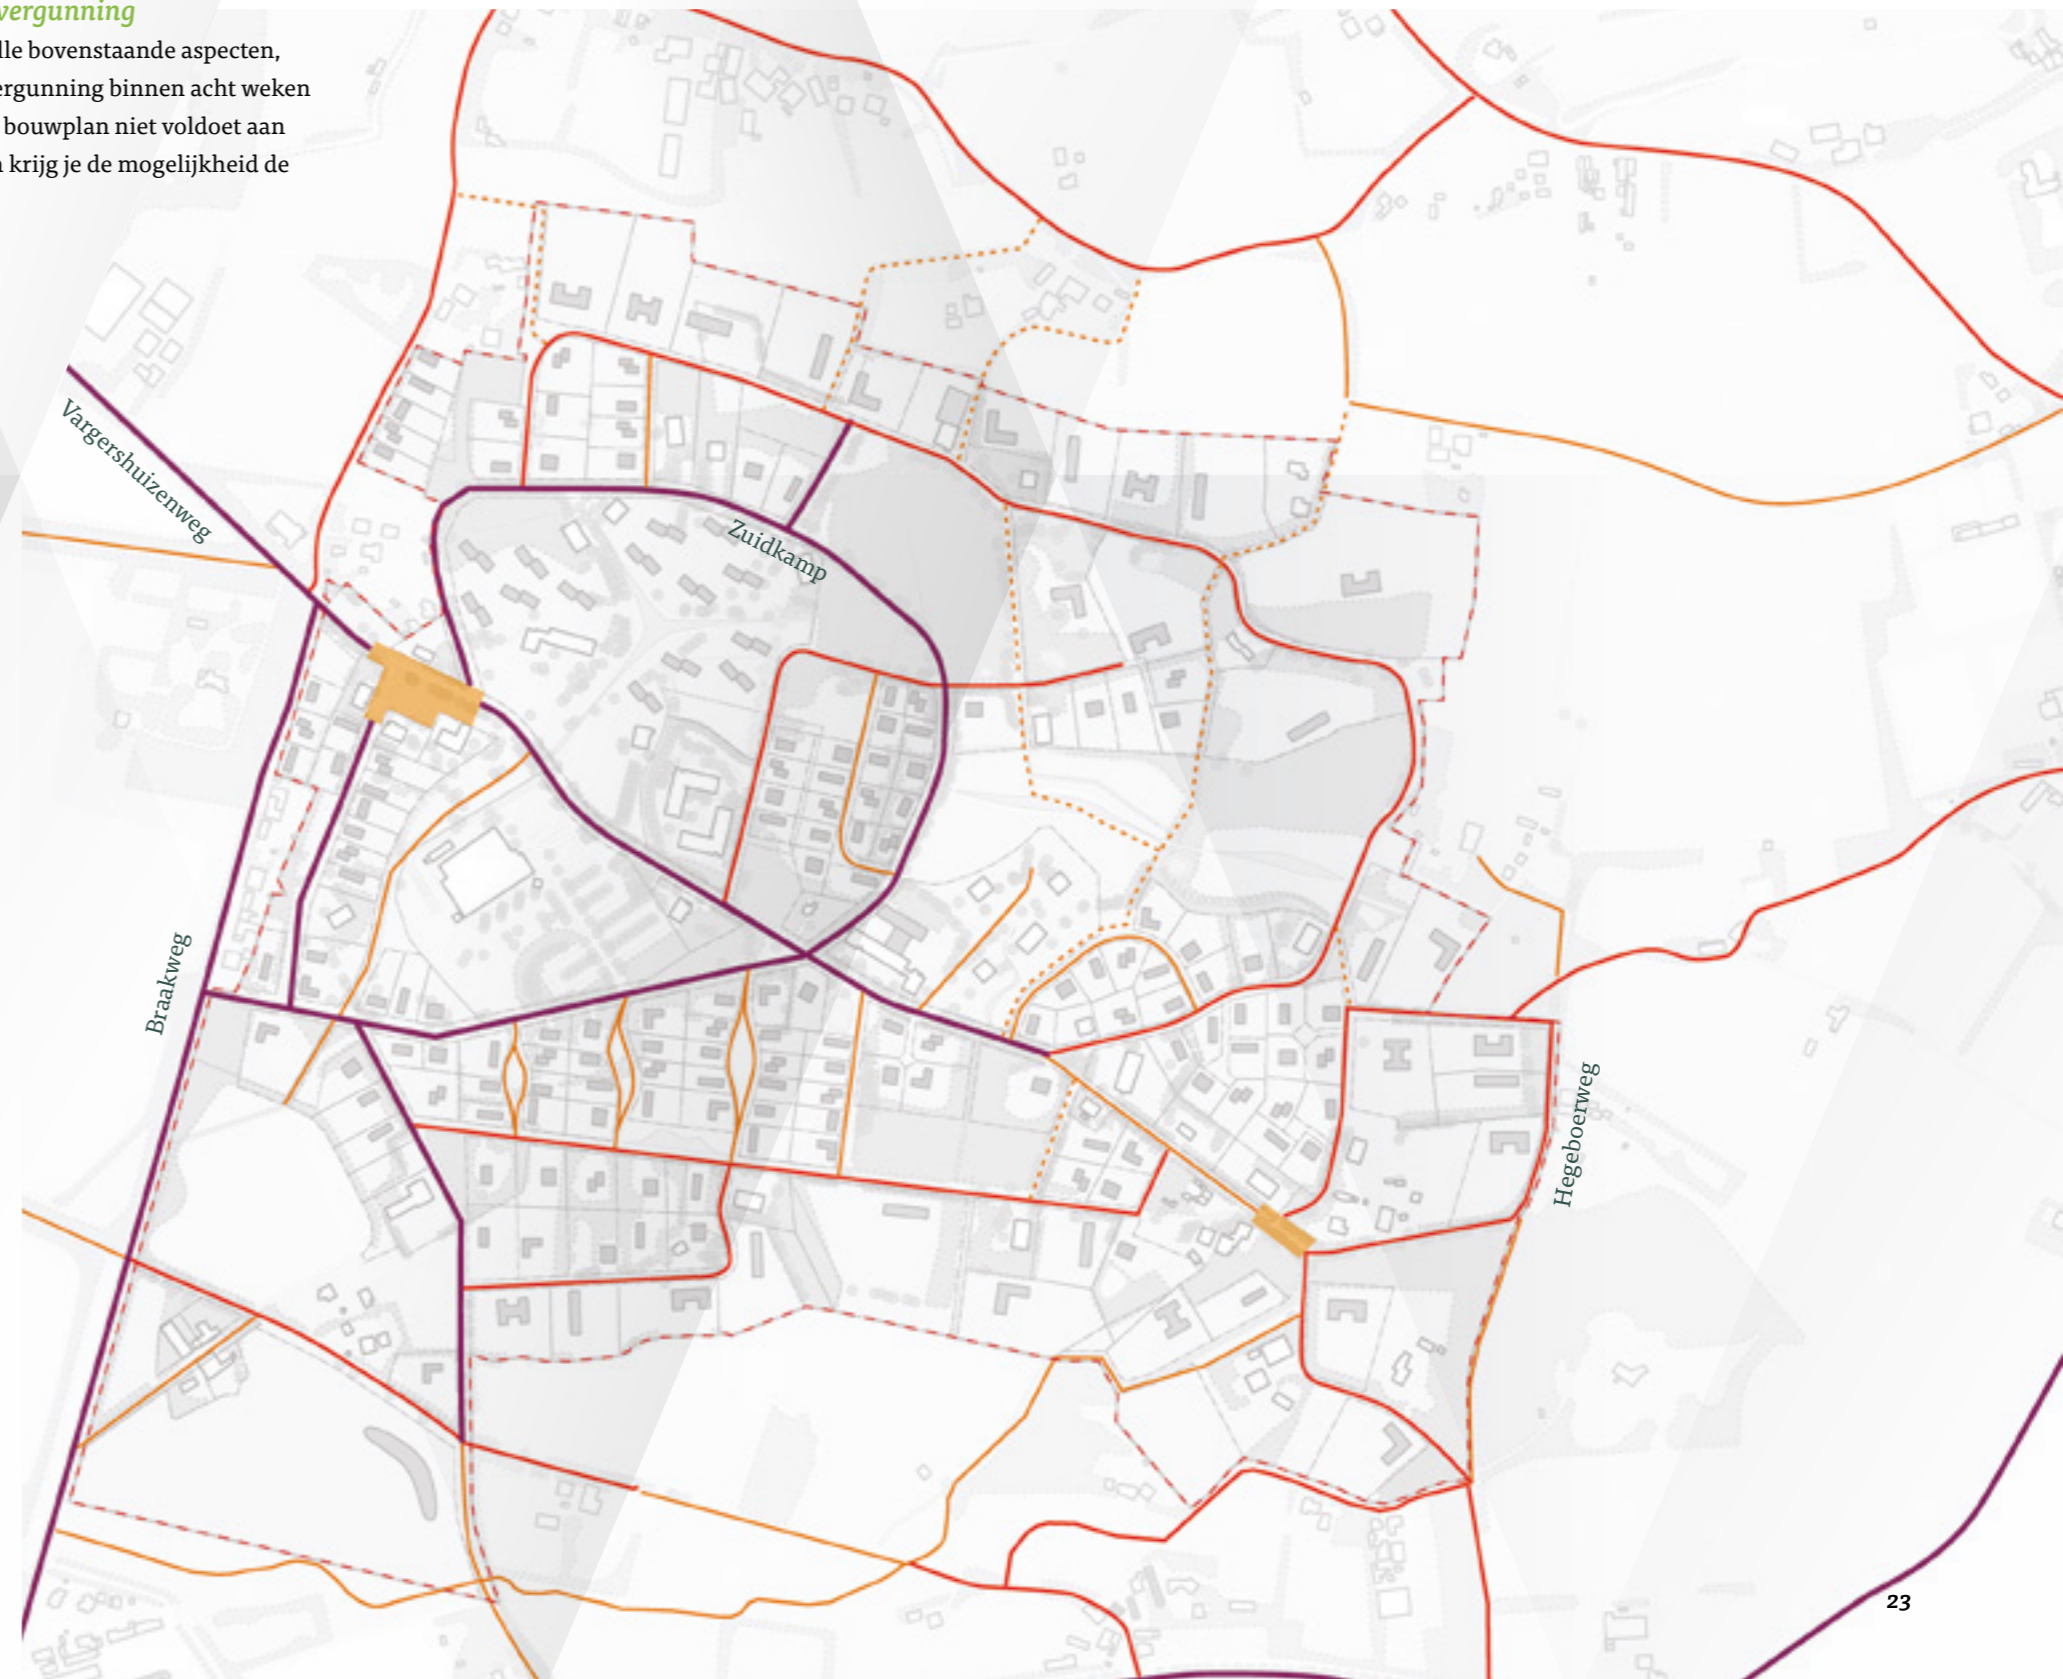 vergunning
lle bovenstaande aspecten,
ergunning binnen acht weken
bouwplan niet voldoet aan
n krijg je de mogelijkheid de
Vargershuizenweg
Zuidkamp
Braakweg
Hegeboerweg
23